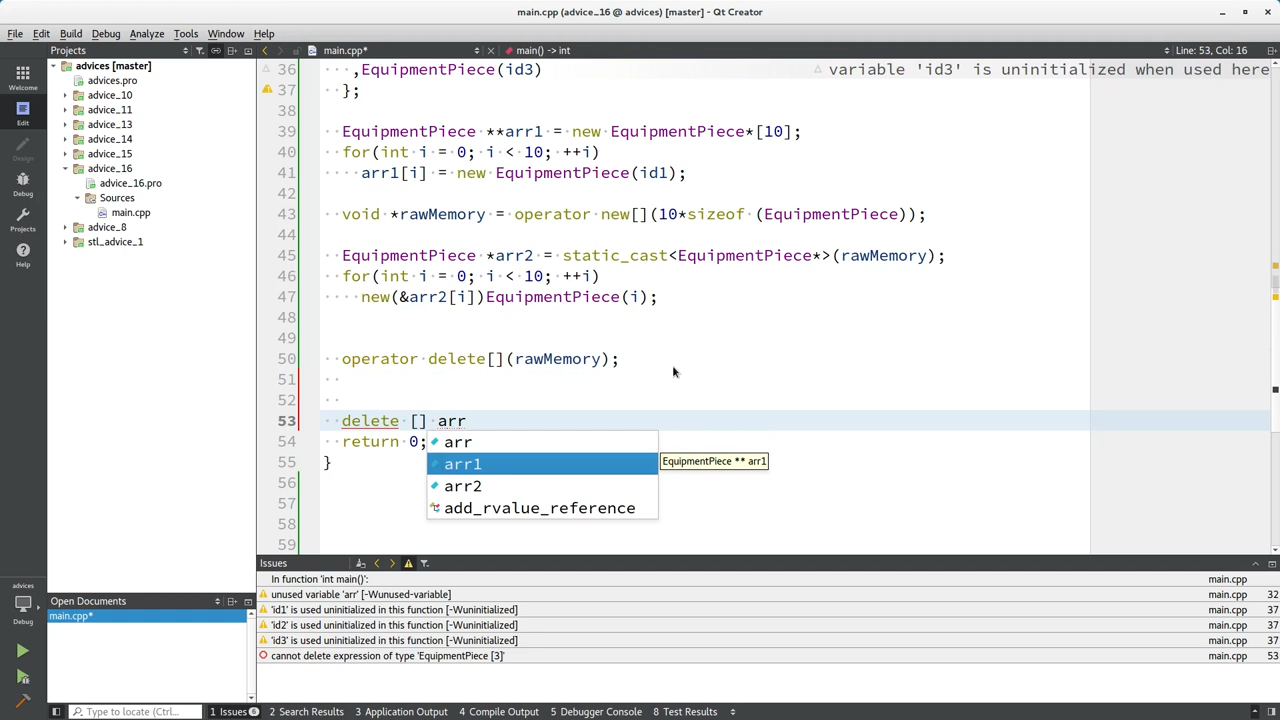 main.cpp (advice_16 @ advices) [master] - Qt Creator
File Edit Build Debug Analyze Tools Window Help
Projects main.cpp* main() -> int Line: 53, Col: 16
Welcome
Edit
Design
Debug
Projects
Help
advices [master]
advices.pro
advice_10
advice_11
advice_13
advice_14
advice_15
advice_16
advice_16.pro
Sources
main.cpp
advice_8
stl_advice_1
36 ,EquipmentPiece(id3) variable 'id3' is uninitialized when used here
37 };
38
39 EquipmentPiece **arr1 = new EquipmentPiece*[10];
40 for(int i = 0; i < 10; ++i)
41 arr1[i] = new EquipmentPiece(id1);
42
43 void *rawMemory = operator new[](10*sizeof (EquipmentPiece));
44
45 EquipmentPiece *arr2 = static_cast<EquipmentPiece*>(rawMemory);
46 for(int i = 0; i < 10; ++i)
47 new(&arr2[i])EquipmentPiece(i);
48
49
50 operator delete[](rawMemory);
51
52
53 delete [] arr
54 return 0;
55 }
56
57
58
59
arr
arr1 EquipmentPiece ** arr1
arr2
add_rvalue_reference
Issues
In function 'int main()': main.cpp
unused variable 'arr' [-Wunused-variable] main.cpp 32
'id1' is used uninitialized in this function [-Wuninitialized] main.cpp 37
'id2' is used uninitialized in this function [-Wuninitialized] main.cpp 37
'id3' is used uninitialized in this function [-Wuninitialized] main.cpp 37
cannot delete expression of type 'EquipmentPiece [3]' main.cpp 53
Open Documents
main.cpp*
advices
Debug
Type to locate (Ctrl... 1 Issues 6 2 Search Results 3 Application Output 4 Compile Output 5 Debugger Console 8 Test Results